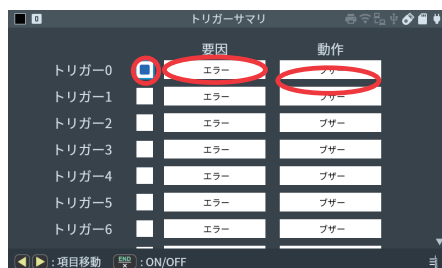 0 トリガーサマリ
要因 動作
トリガー0 エラー ブザー
トリガー1 エラー ブザー
トリガー2 エラー ブザー
トリガー3 エラー ブザー
トリガー4 エラー ブザー
トリガー5 エラー ブザー
トリガー6 エラー ブザー
:項目移動 END × : ON/OFF